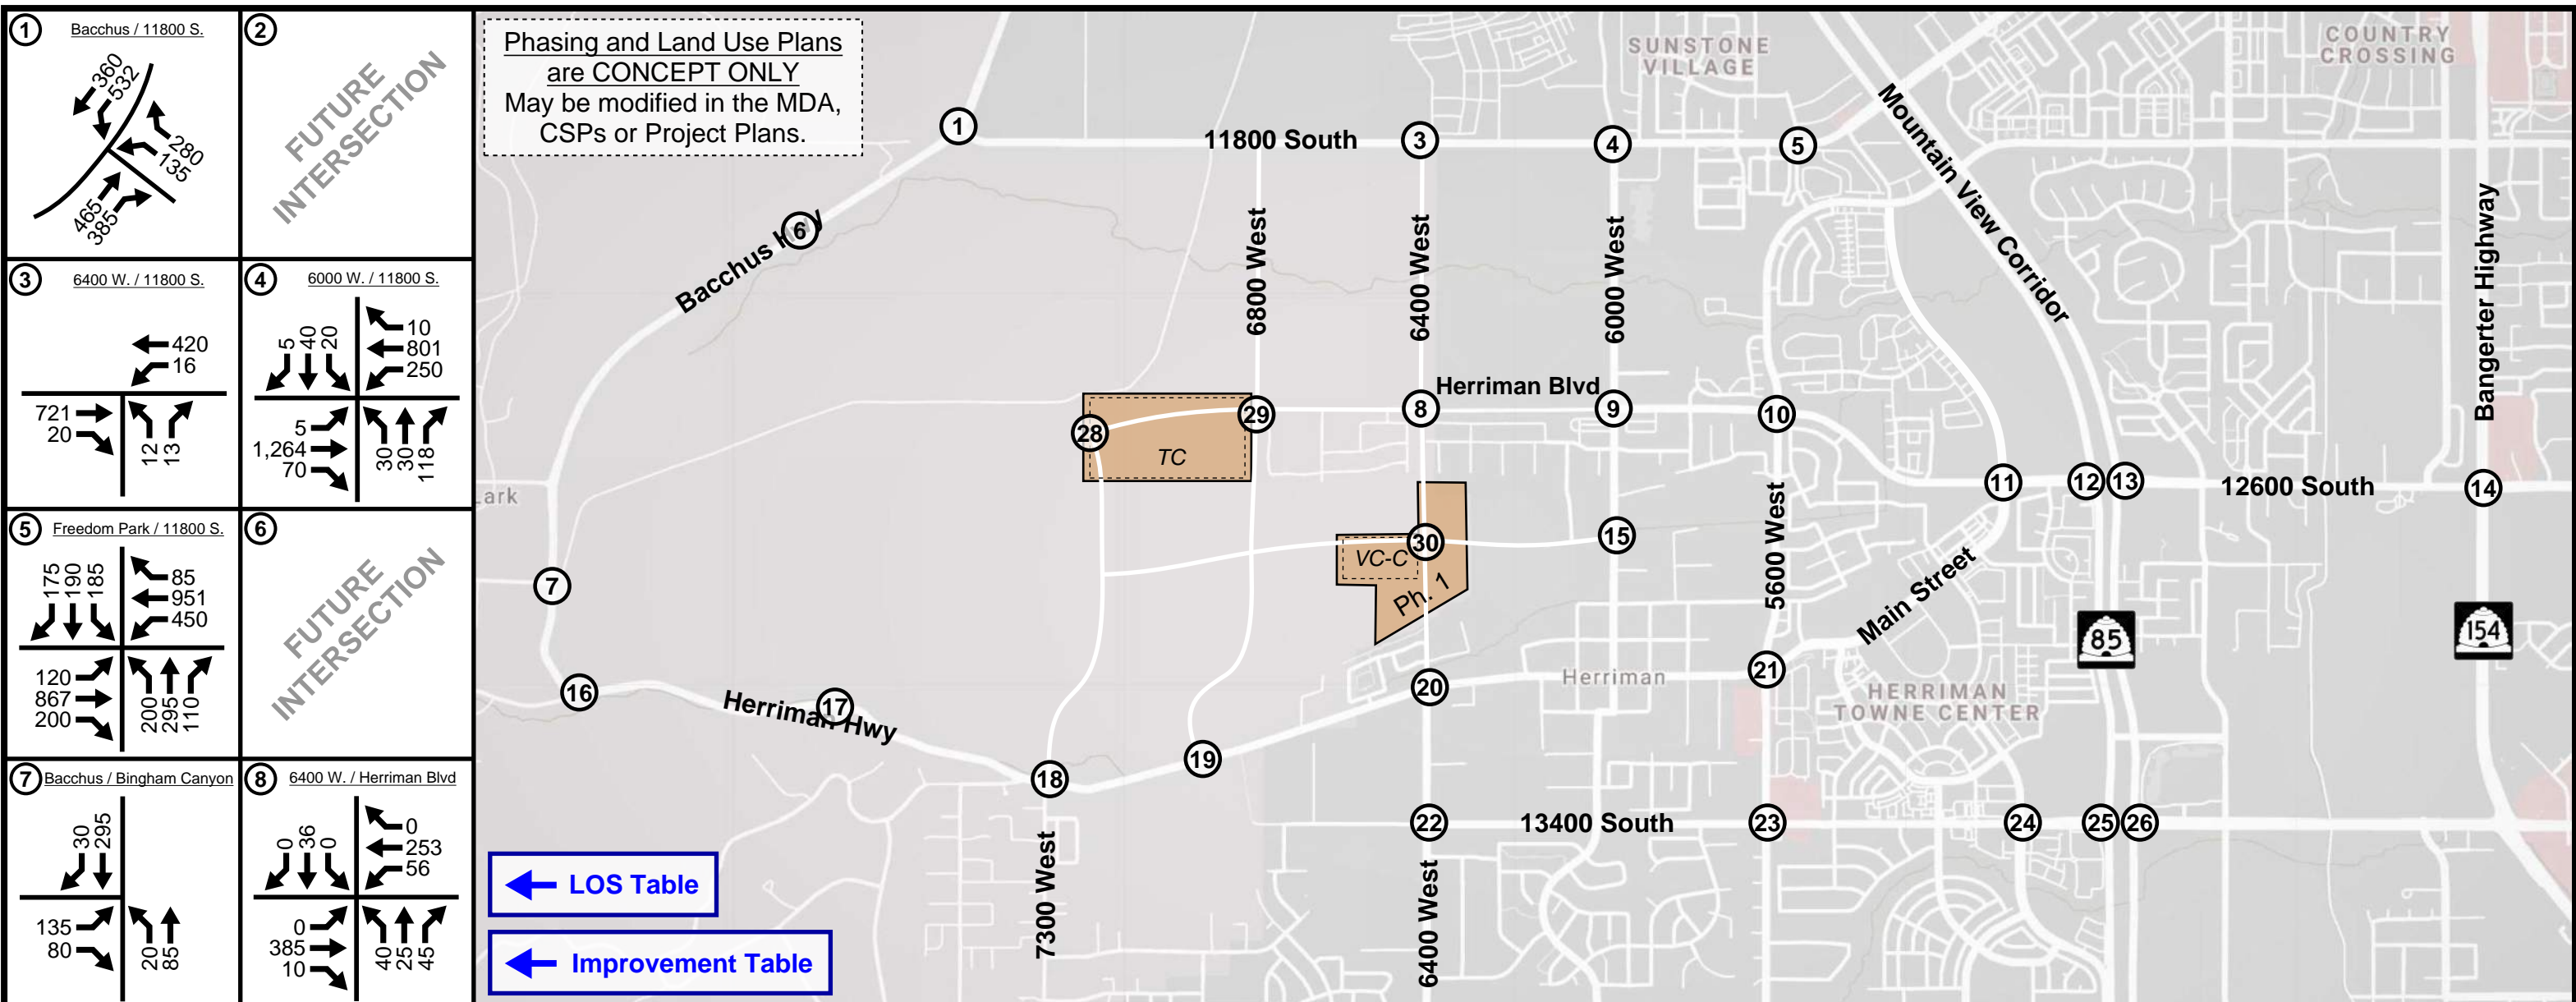 1 Bacchus / 11800 S.
360
532
280
135
465
385
2
FUTURE
INTERSECTION
3 6400 W. / 11800 S.
420
16
721
20
12
13
4 6000 W. / 11800 S.
5
40
20
10
801
250
5
1,264
70
30
30
118
5 Freedom Park / 11800 S.
175
190
185
85
951
450
120
867
200
200
295
110
6
FUTURE
INTERSECTION
7 Bacchus / Bingham Canyon
30
295
135
80
20
85
8 6400 W. / Herriman Blvd
0
36
0
0
253
56
0
385
10
40
25
45
Phasing and Land Use Plans
are CONCEPT ONLY
May be modified in the MDA,
CSPs or Project Plans.
SUNSTONE
VILLAGE
COUNTRY
CROSSING
1
11800 South
3
4
5
Mountain View Corridor
Bacchus Hwy
6
6800 West
6400 West
6000 West
Bangerter Highway
Herriman Blvd
28
29
8
9
10
TC
11
12
13
12600 South
14
Lark
30
15
VC-C
Ph. 1
5600 West
Main Street
7
85
154
16
Herriman Hwy
17
20
Herriman
21
HERRIMAN
TOWNE CENTER
18
19
7300 West
22
13400 South
23
24
25
26
6400 West
LOS Table
Improvement Table